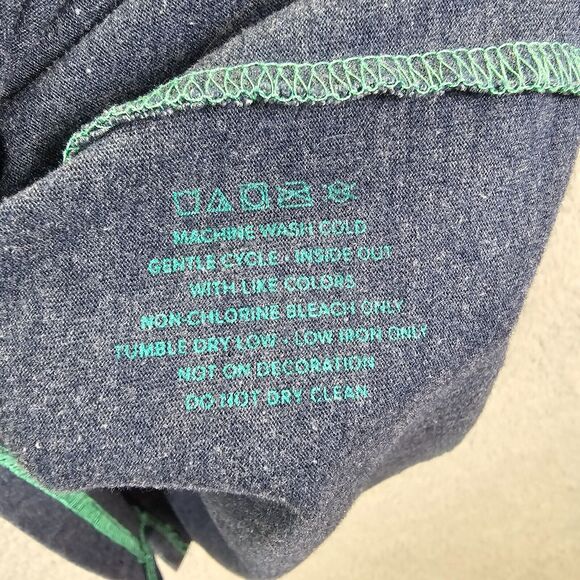 MACHINE WASH COLD
GENTLE CYCLE · INSIDE OUT
WITH LIKE COLORS
NON-CHLORINE BLEACH ONLY
TUMBLE DRY LOW · LOW IRON ONLY
NOT ON DECORATION
DO NOT DRY CLEAN